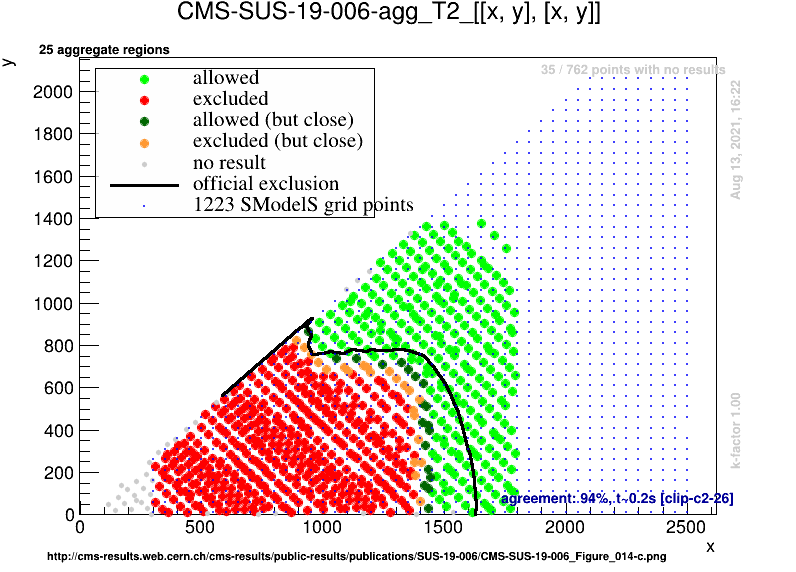 CMS-SUS-19-006-agg_T2_[[x, y], [x, y]]
25 aggregate regions
35 / 762 points with no results
allowed
excluded
allowed (but close)
excluded (but close)
no result
official exclusion
1223 SModelS grid points
y
2000
1800
1600
1400
1200
1000
800
600
400
200
0
0
500
1000
1500
2000
2500
x
agreement: 94%, t~0.2s [clip-c2-26]
Aug 13, 2021, 16:22
k-factor 1.00
http://cms-results.web.cern.ch/cms-results/public-results/publications/SUS-19-006/CMS-SUS-19-006_Figure_014-c.png